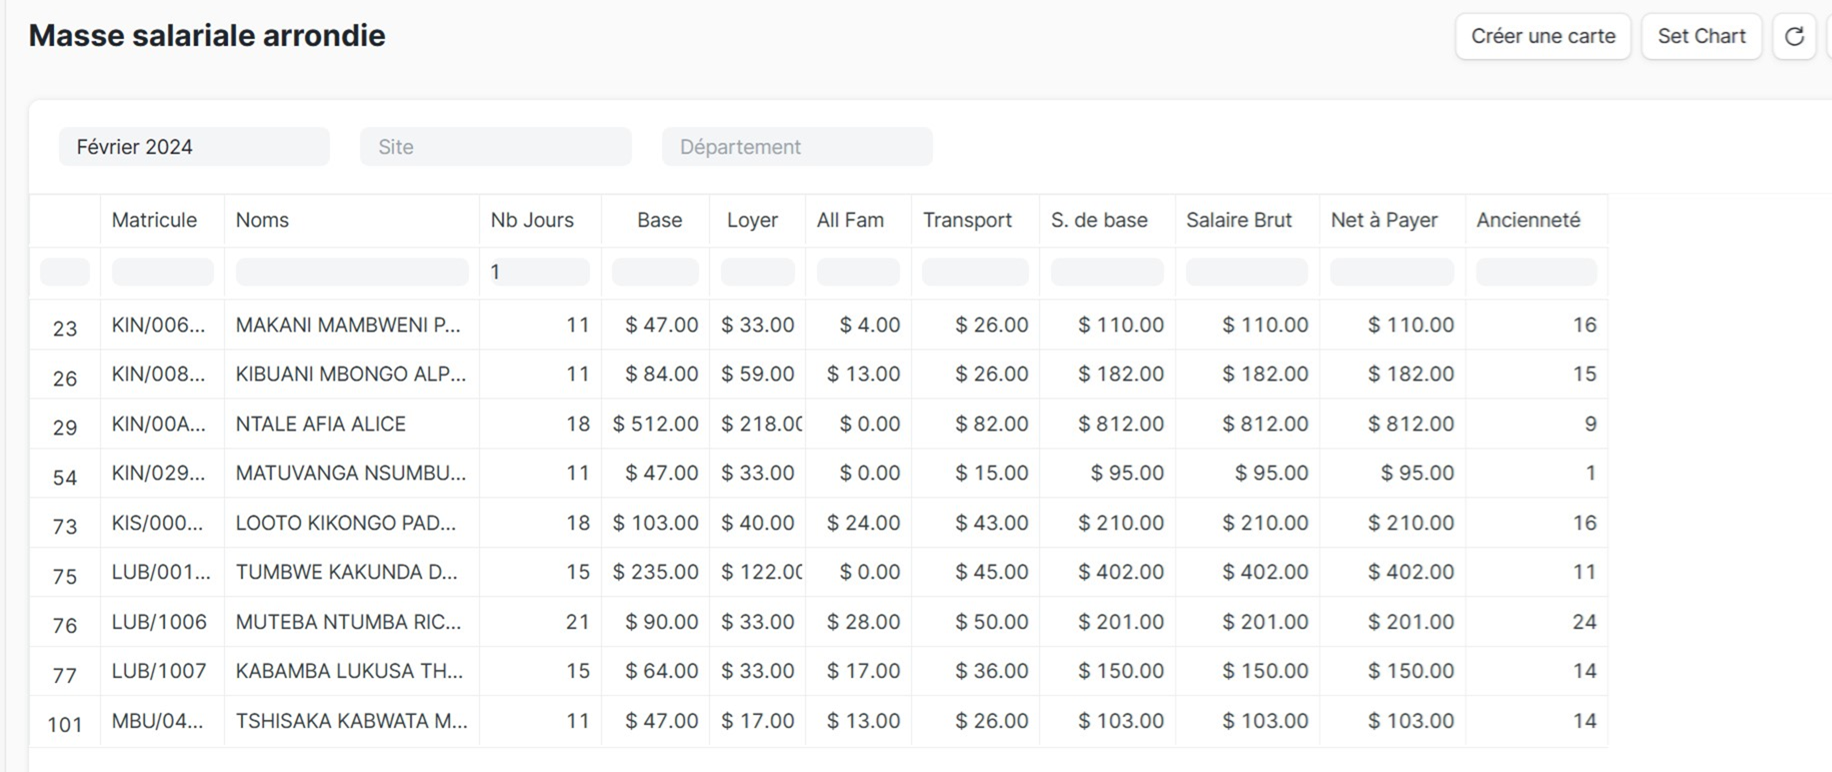 Masse salariale arrondie Créer une carte Set Chart
Février 2024 Site Département
Matricule Noms Nb Jours Base Loyer All Fam Transport S. de base Salaire Brut Net à Payer Ancienneté
1
23 KIN/006... MAKANI MAMBWENI P... 11 $ 47.00 $ 33.00 $ 4.00 $ 26.00 $ 110.00 $ 110.00 $ 110.00 16
26 KIN/008... KIBUANI MBONGO ALP... 11 $ 84.00 $ 59.00 $ 13.00 $ 26.00 $ 182.00 $ 182.00 $ 182.00 15
29 KIN/00A... NTALE AFIA ALICE 18 $ 512.00 $ 218.00 $ 0.00 $ 82.00 $ 812.00 $ 812.00 $ 812.00 9
54 KIN/029... MATUVANGA NSUMBU... 11 $ 47.00 $ 33.00 $ 0.00 $ 15.00 $ 95.00 $ 95.00 $ 95.00 1
73 KIS/000... LOOTO KIKONGO PAD... 18 $ 103.00 $ 40.00 $ 24.00 $ 43.00 $ 210.00 $ 210.00 $ 210.00 16
75 LUB/001... TUMBWE KAKUNDA D... 15 $ 235.00 $ 122.00 $ 0.00 $ 45.00 $ 402.00 $ 402.00 $ 402.00 11
76 LUB/1006 MUTEBA NTUMBA RIC... 21 $ 90.00 $ 33.00 $ 28.00 $ 50.00 $ 201.00 $ 201.00 $ 201.00 24
77 LUB/1007 KABAMBA LUKUSA TH... 15 $ 64.00 $ 33.00 $ 17.00 $ 36.00 $ 150.00 $ 150.00 $ 150.00 14
101 MBU/04... TSHISAKA KABWATA M... 11 $ 47.00 $ 17.00 $ 13.00 $ 26.00 $ 103.00 $ 103.00 $ 103.00 14